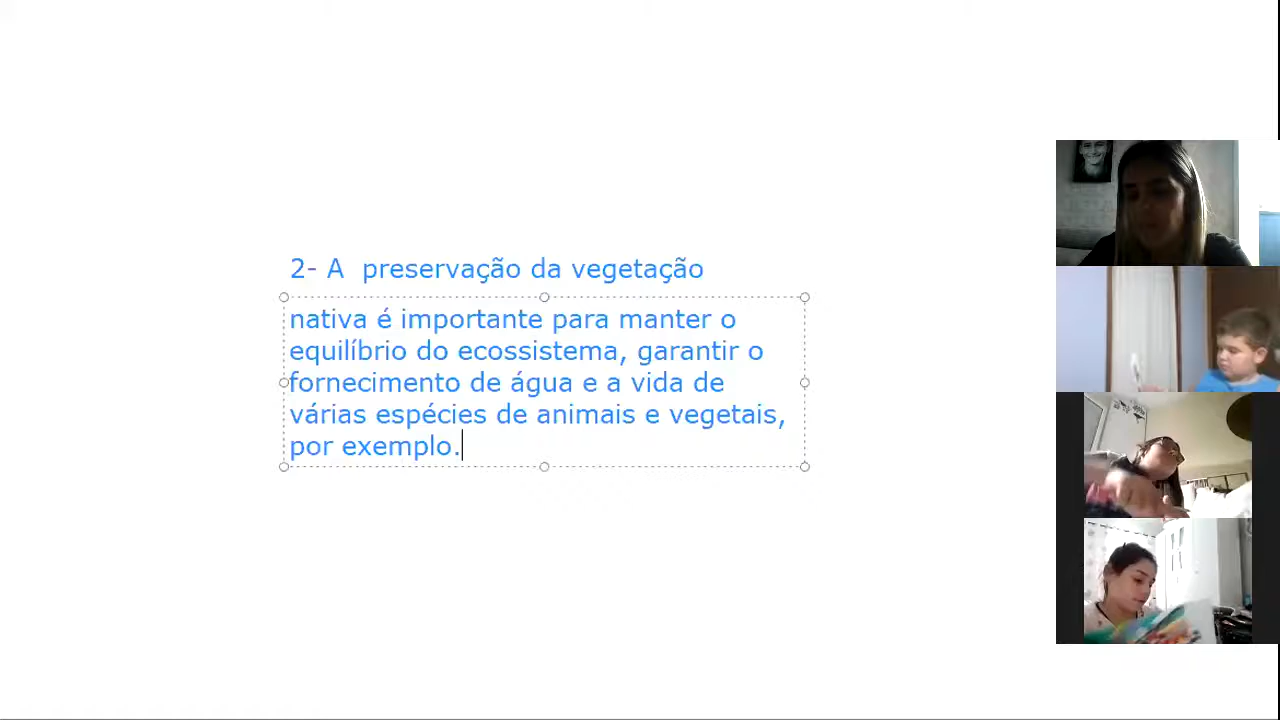 2- A  preservação da vegetação
nativa é importante para manter o
equilíbrio do ecossistema, garantir o
fornecimento de água e a vida de
várias espécies de animais e vegetais,
por exemplo.